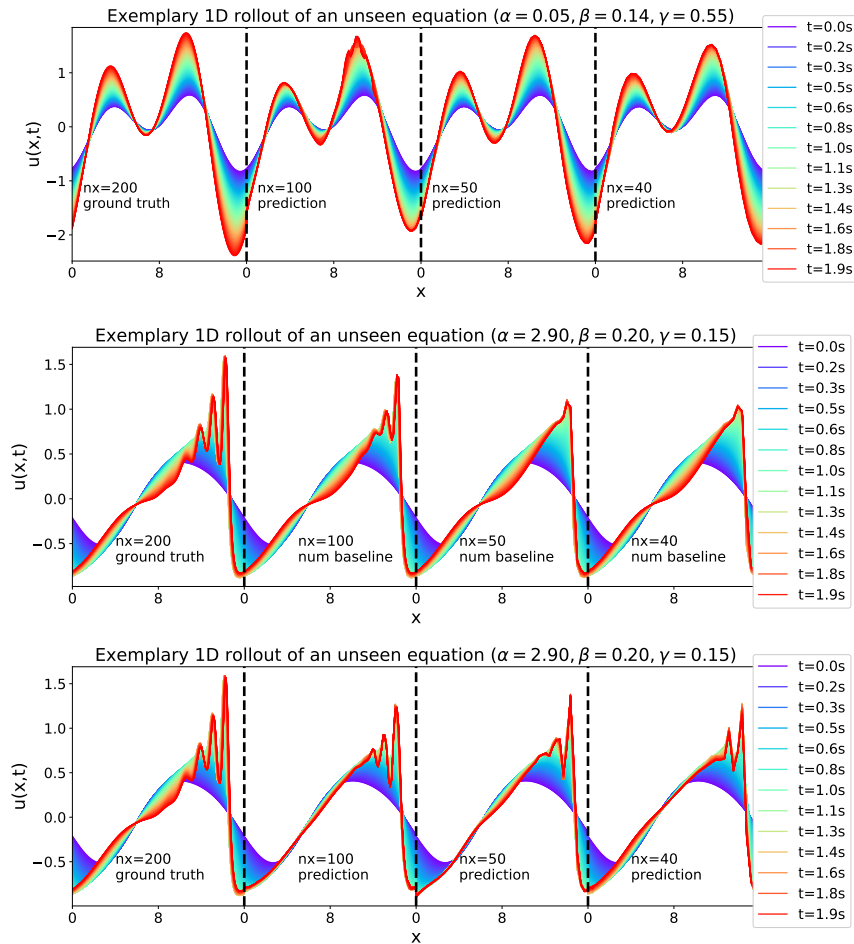 Exemplary 1D rollout of an unseen equation (α = 0.05, β = 0.14, γ = 0.55)
u(x,t)
1
0
−1
−2
nx=200
ground truth
nx=100
prediction
nx=50
prediction
nx=40
prediction
0 8 0 8 0 8 0 8
x
t=0.0s
t=0.2s
t=0.3s
t=0.5s
t=0.6s
t=0.8s
t=1.0s
t=1.1s
t=1.3s
t=1.4s
t=1.6s
t=1.8s
t=1.9s
Exemplary 1D rollout of an unseen equation (α = 2.90, β = 0.20, γ = 0.15)
u(x,t)
1.5
1.0
0.5
0.0
−0.5
nx=200
ground truth
nx=100
num baseline
nx=50
num baseline
nx=40
num baseline
0 8 0 8 0 8 0 8
x
t=0.0s
t=0.2s
t=0.3s
t=0.5s
t=0.6s
t=0.8s
t=1.0s
t=1.1s
t=1.3s
t=1.4s
t=1.6s
t=1.8s
t=1.9s
Exemplary 1D rollout of an unseen equation (α = 2.90, β = 0.20, γ = 0.15)
u(x,t)
1.5
1.0
0.5
0.0
−0.5
nx=200
ground truth
nx=100
prediction
nx=50
prediction
nx=40
prediction
0 8 0 8 0 8 0 8
x
t=0.0s
t=0.2s
t=0.3s
t=0.5s
t=0.6s
t=0.8s
t=1.0s
t=1.1s
t=1.3s
t=1.4s
t=1.6s
t=1.8s
t=1.9s